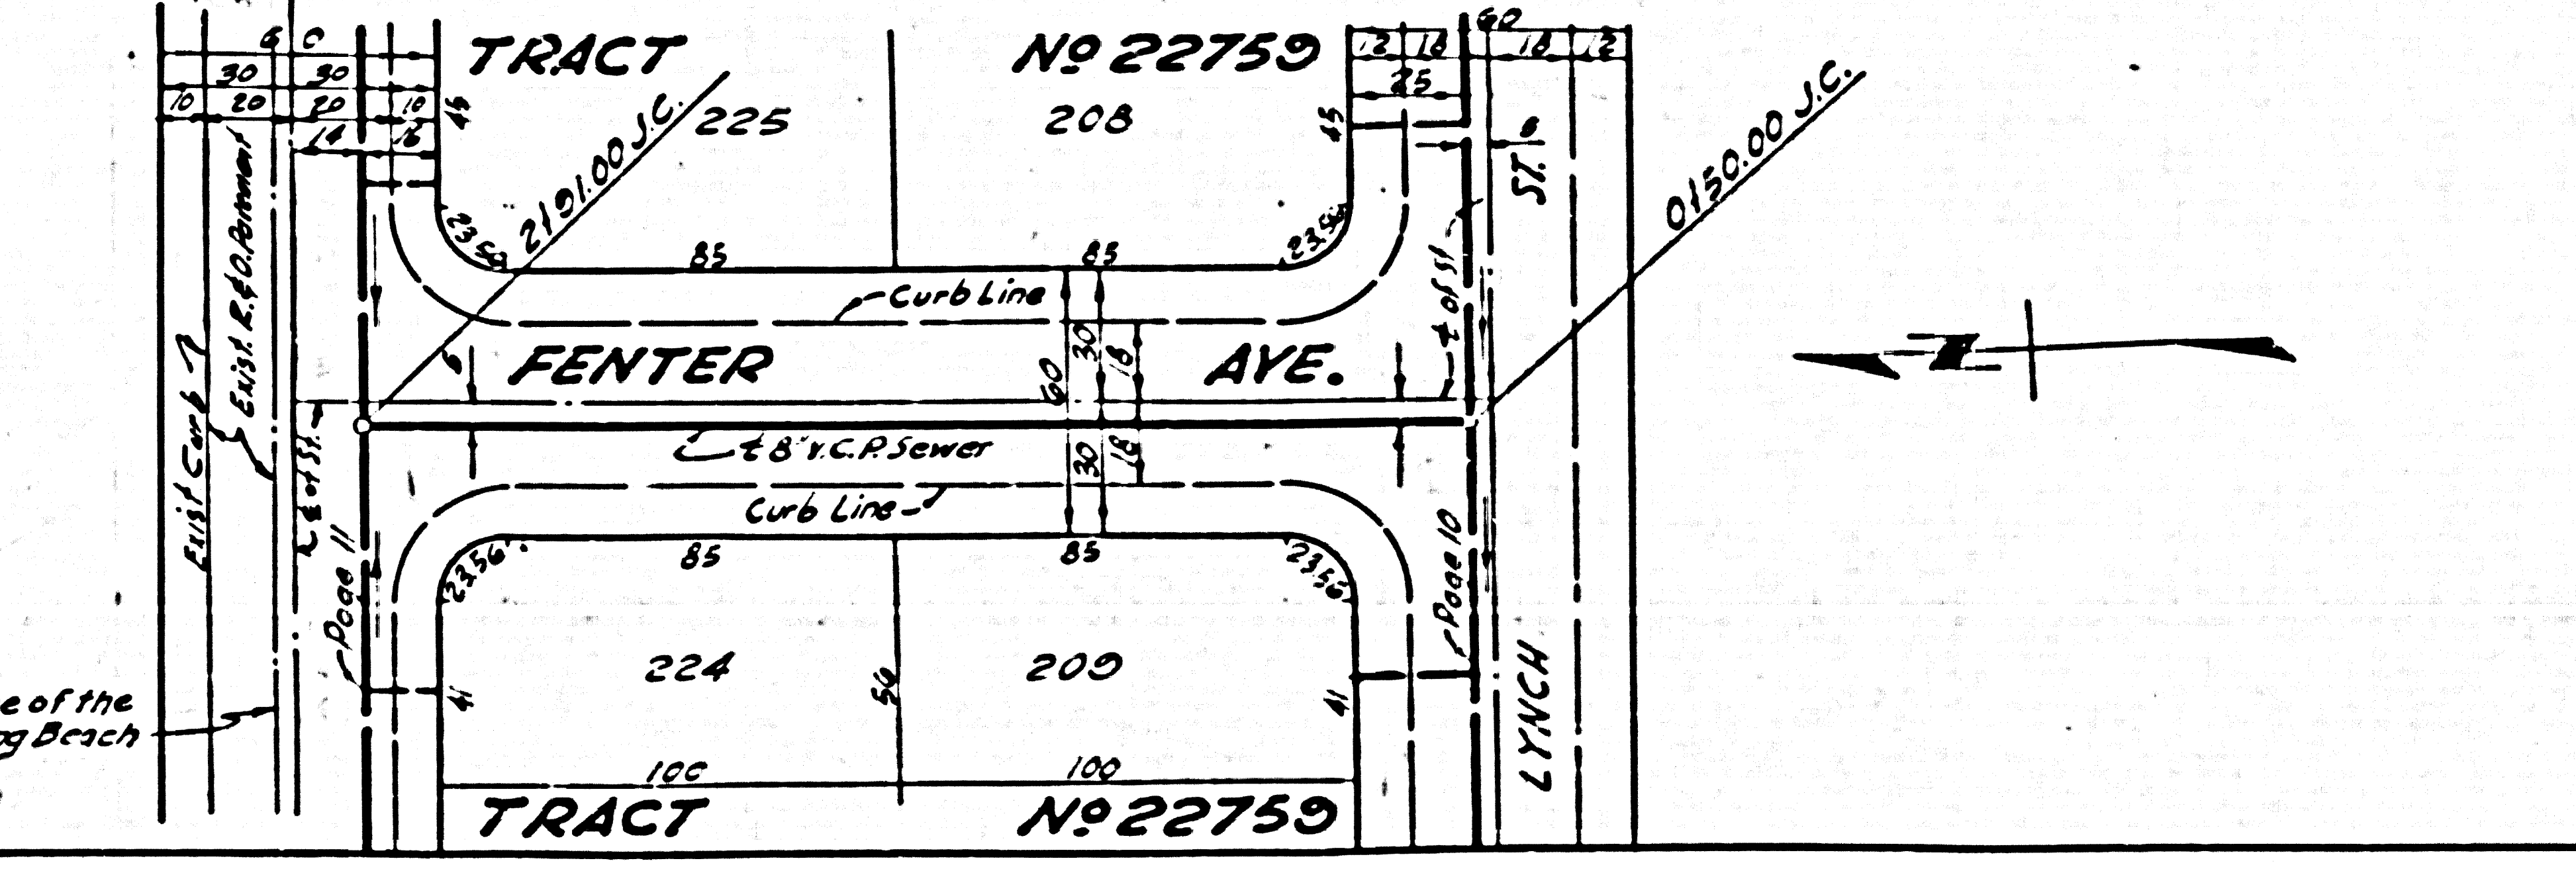 TRACT No 22759
60
30 30
10 20 20 10
14 16
45
2191.00 J.C.
225
208
45
60
12 18 18 12
25
6
ST.
0150.00 J.C.
Exist. R.&O. Pavement
23.56
85
85
23.56
Curb Line
℄ of St.
6
FENTER AVE.
60
30
18
Exist Curb
℄ of St.
℄ 8" V.C.P. Sewer
30
18
Curb Line
Page 11
Page 10
23.56
85
85
23.56
224
209
41
50
41
LYNCH
e of the
Beach
100
100
TRACT No 22759